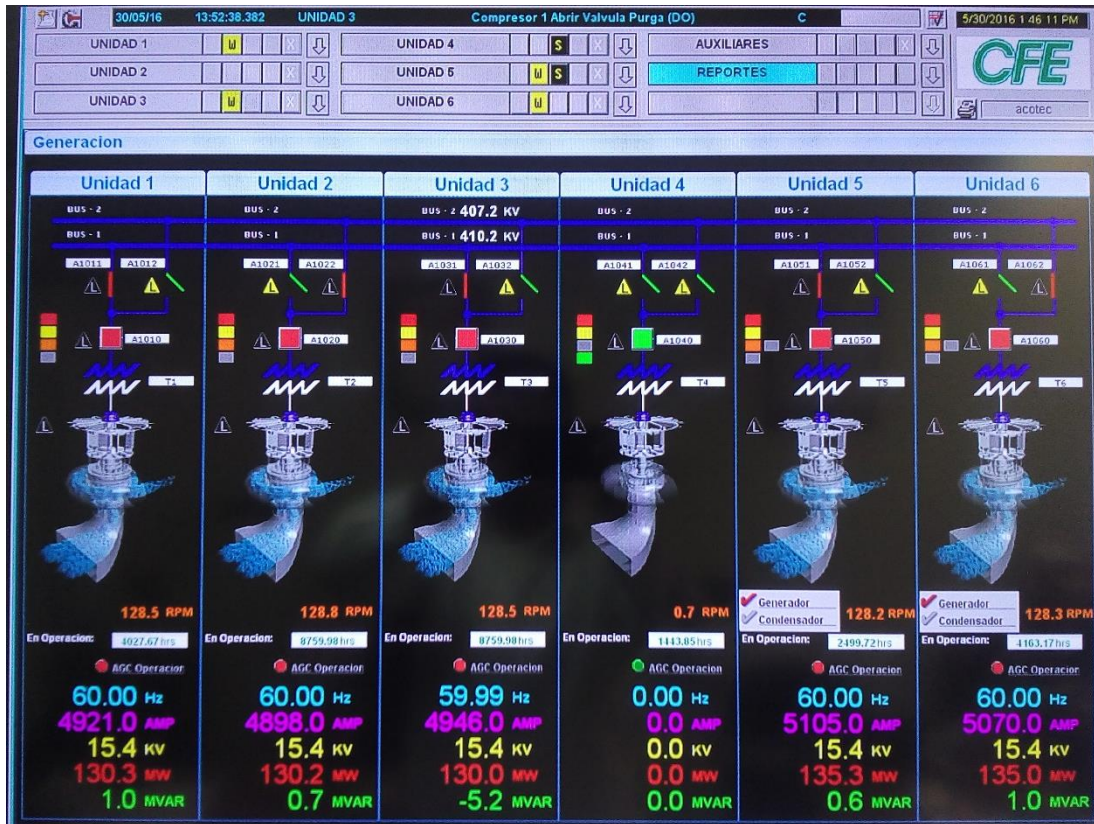 30/05/16 13:52:38.382 UNIDAD 3 Compresor 1 Abrir Valvula Purga (DO) C 5/30/2016 1 46 11 PM
UNIDAD 1 W X UNIDAD 4 S AUXILIARES X
UNIDAD 2 X UNIDAD 5 W S REPORTES
UNIDAD 3 W X UNIDAD 6 W X
CFE
acotec
Generacion
Unidad 1 Unidad 2 Unidad 3 Unidad 4 Unidad 5 Unidad 6
BUS - 2 BUS - 2 BUS - 2 407.2 KV BUS - 2 BUS - 2 BUS - 2
BUS - 1 BUS - 1 BUS - 1 410.2 KV BUS - 1 BUS - 1 BUS - 1
A1011 A1012 A1021 A1022 A1031 A1032 A1041 A1042 A1051 A1052 A1061 A1062
L L L L L L L L L L L L
L A1010 L A1020 L A1030 L A1040 L A1050 L A1060
T1 T2 T3 T4 T5 T6
L L L L L L
128.5 RPM 128.8 RPM 128.5 RPM 0.7 RPM Generador 128.2 RPM Generador 128.3 RPM
Condensador Condensador
En Operacion: 4027.67 hrs En Operacion: 8759.98 hrs En Operacion: 8759.98 hrs En Operacion: 1443.85 hrs En Operacion: 2499.72 hrs En Operacion: 4163.17 hrs
AGC Operacion AGC Operacion AGC Operacion AGC Operacion AGC Operacion AGC Operacion
60.00 Hz 60.00 Hz 59.99 Hz 0.00 Hz 60.00 Hz 60.00 Hz
4921.0 AMP 4898.0 AMP 4946.0 AMP 0.0 AMP 5105.0 AMP 5070.0 AMP
15.4 KV 15.4 KV 15.4 KV 0.0 KV 15.4 KV 15.4 KV
130.3 MW 130.2 MW 130.0 MW 0.0 MW 135.3 MW 135.0 MW
1.0 MVAR 0.7 MVAR -5.2 MVAR 0.0 MVAR 0.6 MVAR 1.0 MVAR